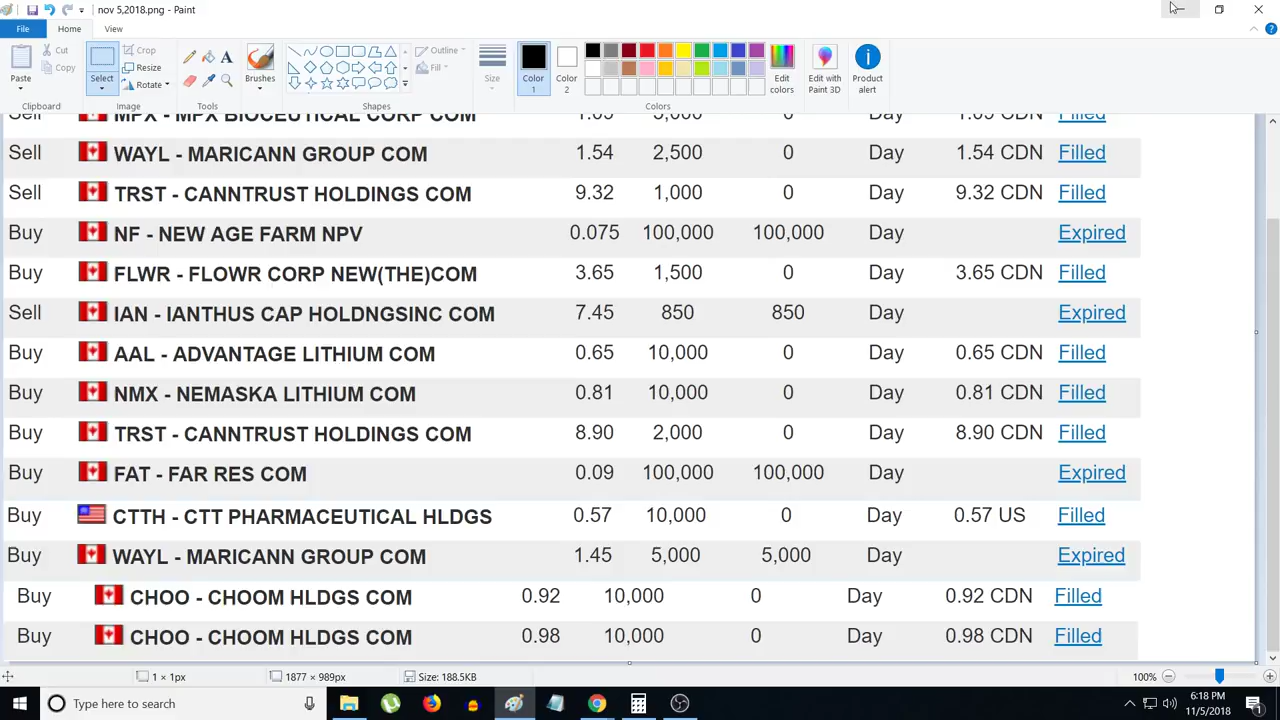 nov 5,2018.png - Paint
File Home View
Paste Cut Copy Clipboard
Select Crop Resize Rotate Image
Tools
Brushes
Outline Fill Shapes
Size
Color 1 Color 2 Edit colors Colors
Edit with Paint 3D
Product alert
Sell MPX - MPX BIOCEUTICAL CORP COM 0 Day Filled
Sell WAYL - MARICANN GROUP COM 1.54 2,500 0 Day 1.54 CDN Filled
Sell TRST - CANNTRUST HOLDINGS COM 9.32 1,000 0 Day 9.32 CDN Filled
Buy NF - NEW AGE FARM NPV 0.075 100,000 100,000 Day Expired
Buy FLWR - FLOWR CORP NEW(THE)COM 3.65 1,500 0 Day 3.65 CDN Filled
Sell IAN - IANTHUS CAP HOLDNGSINC COM 7.45 850 850 Day Expired
Buy AAL - ADVANTAGE LITHIUM COM 0.65 10,000 0 Day 0.65 CDN Filled
Buy NMX - NEMASKA LITHIUM COM 0.81 10,000 0 Day 0.81 CDN Filled
Buy TRST - CANNTRUST HOLDINGS COM 8.90 2,000 0 Day 8.90 CDN Filled
Buy FAT - FAR RES COM 0.09 100,000 100,000 Day Expired
Buy CTTH - CTT PHARMACEUTICAL HLDGS 0.57 10,000 0 Day 0.57 US Filled
Buy WAYL - MARICANN GROUP COM 1.45 5,000 5,000 Day Expired
Buy CHOO - CHOOM HLDGS COM 0.92 10,000 0 Day 0.92 CDN Filled
Buy CHOO - CHOOM HLDGS COM 0.98 10,000 0 Day 0.98 CDN Filled
1 × 1px 1877 × 989px Size: 188.5KB 100%
Type here to search 6:18 PM
11/5/2018 1